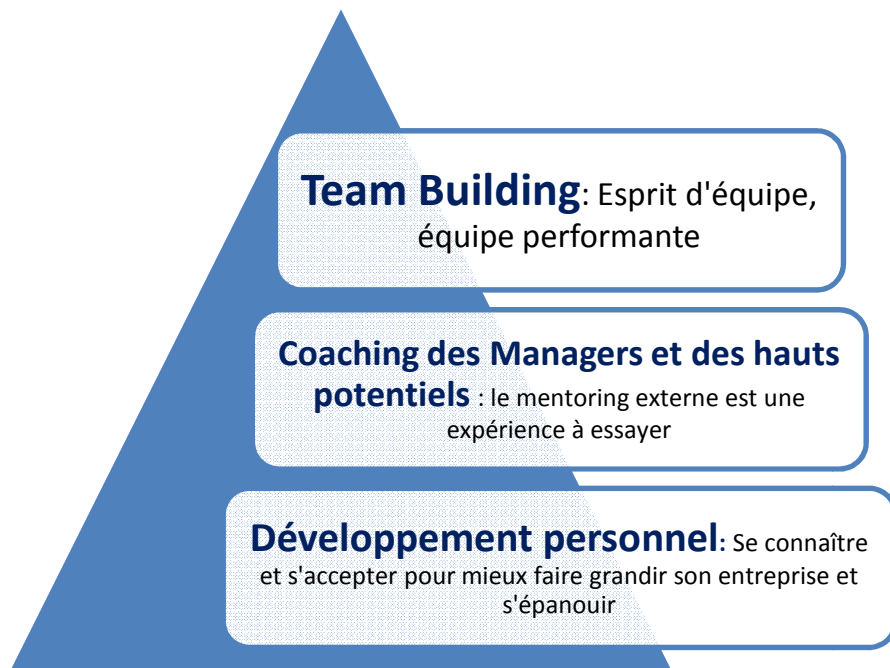 Team Building: Esprit d'équipe,
équipe performante
Coaching des Managers et des hauts
potentiels : le mentoring externe est une
expérience à essayer
Développement personnel: Se connaître
et s'accepter pour mieux faire grandir son entreprise et
s'épanouir